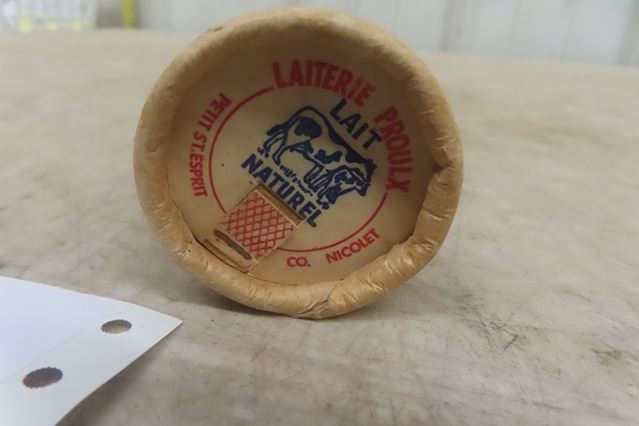 LAITERIE PROULX
PETIT ST.ESPRIT
LAIT
NATUREL
CO. NICOLET